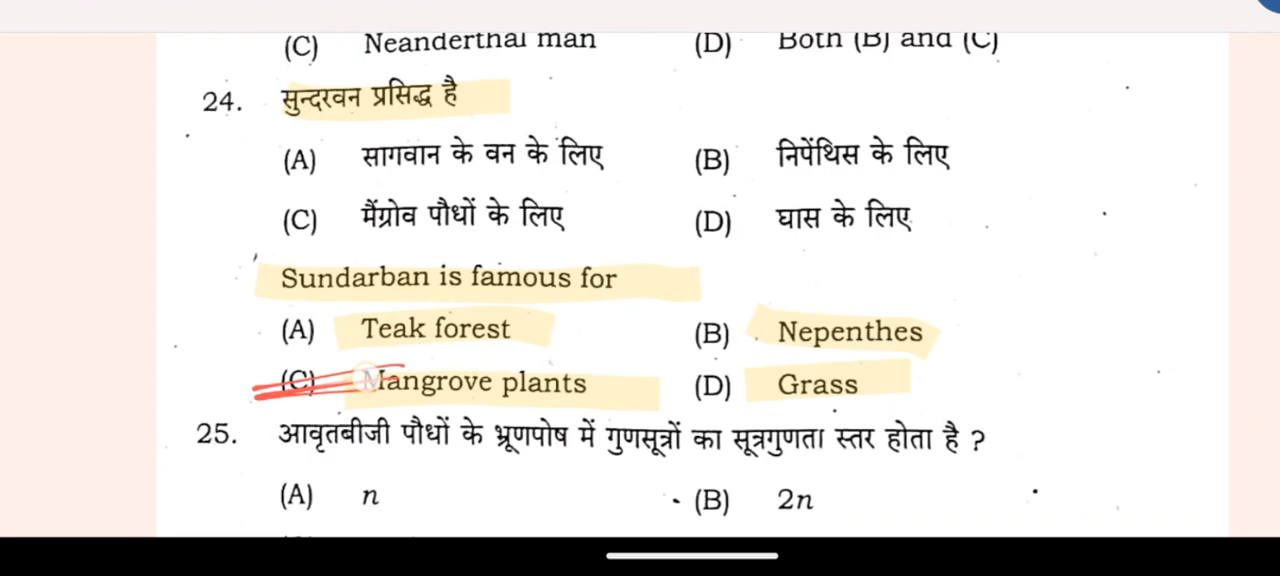 (C) Neanderthal man (D) Both (B) and (C)
24. सुन्दरवन प्रसिद्ध है
(A) सागवान के वन के लिए (B) निपेंथिस के लिए
(C) मैंग्रोव पौधों के लिए (D) घास के लिए
Sundarban is famous for
(A) Teak forest (B) Nepenthes
(C) Mangrove plants (D) Grass
25. आवृतबीजी पौधों के भ्रूणपोष में गुणसूत्रों का सूत्रगुणता स्तर होता है ?
(A) n (B) 2n